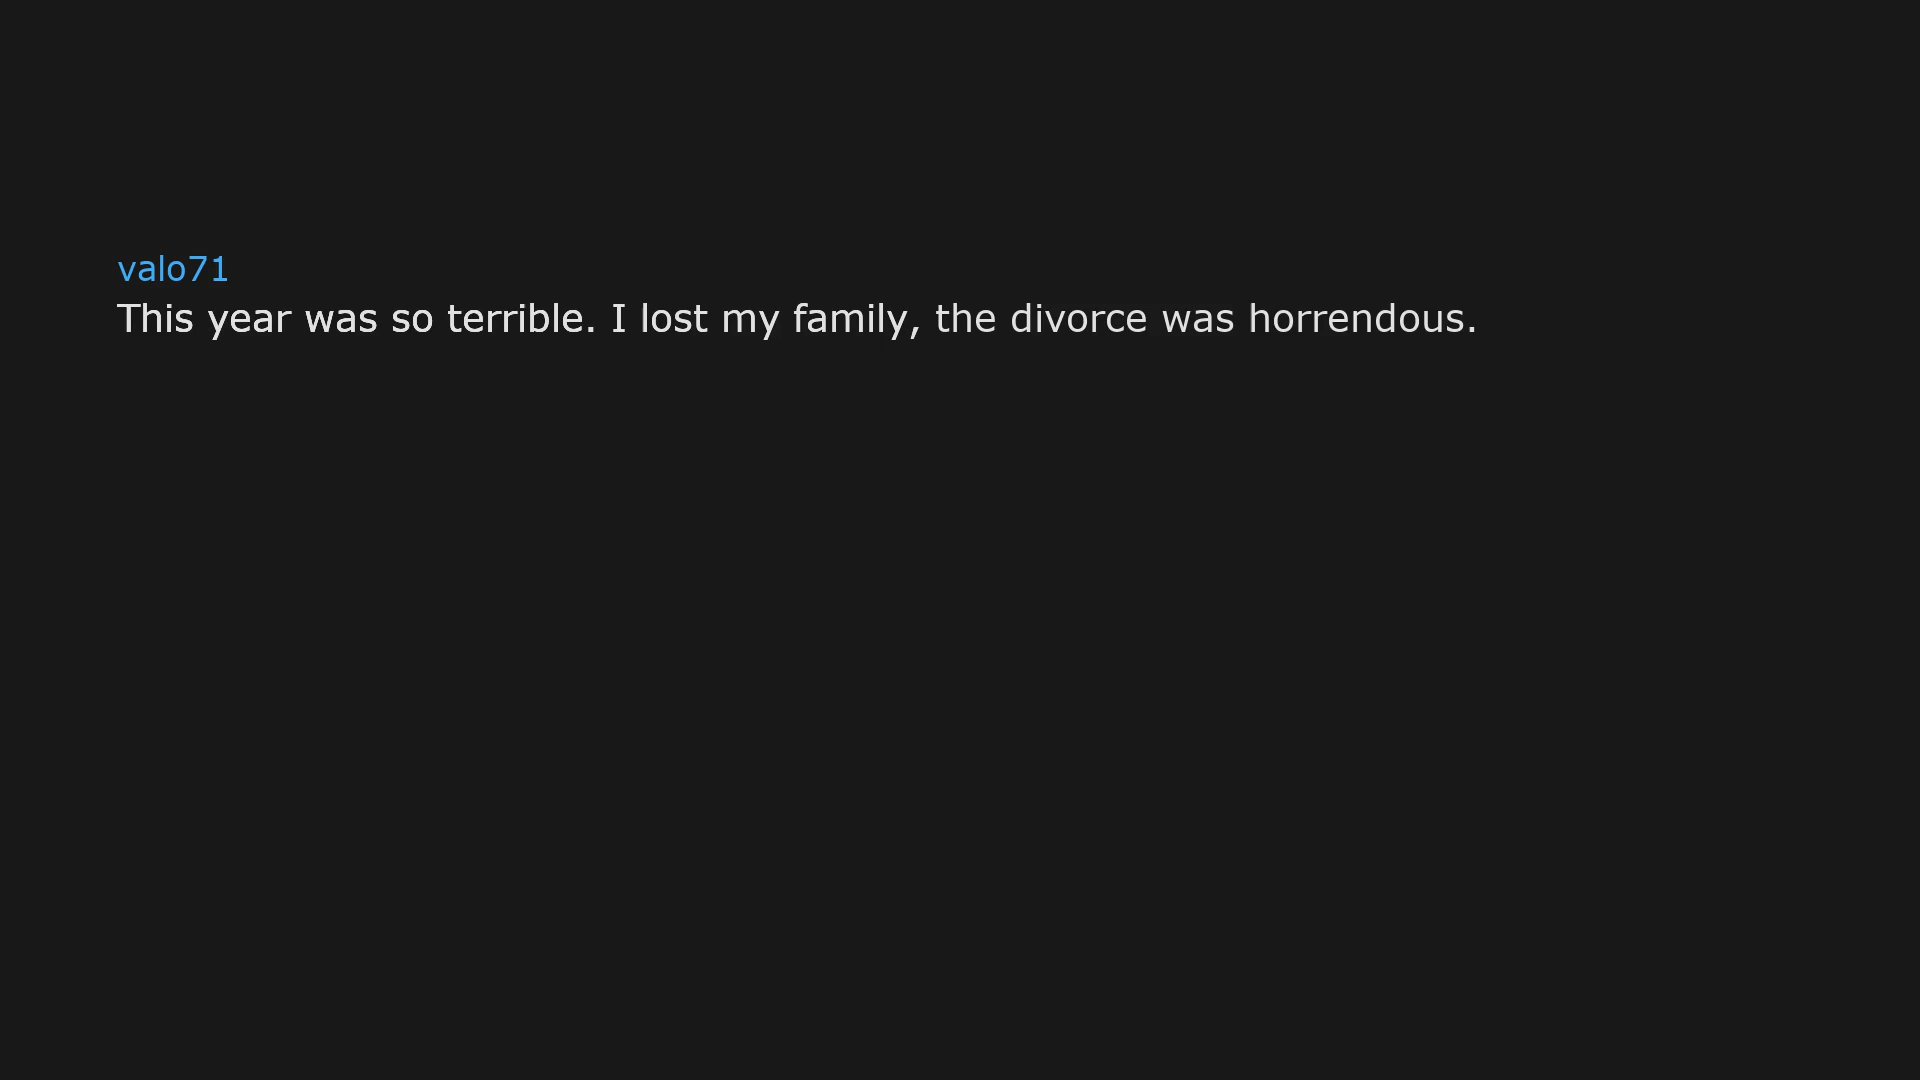 valo71
This year was so terrible. I lost my family, the divorce was horrendous.